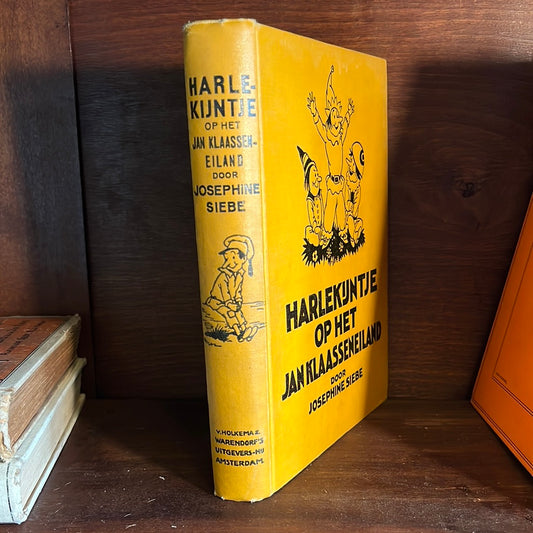 HARLE-
KIJNTJE
OP HET
JAN KLAASSEN-
EILAND
DOOR
JOSEPHINE
SIEBE
V. HOLKEMA &
WARENDORF'S
UITGEVERS-MIJ
AMSTERDAM.
HARLEKIJNTJE
OP HET
JAN KLAASSENEILAND
DOOR
JOSEPHINE SIEBE